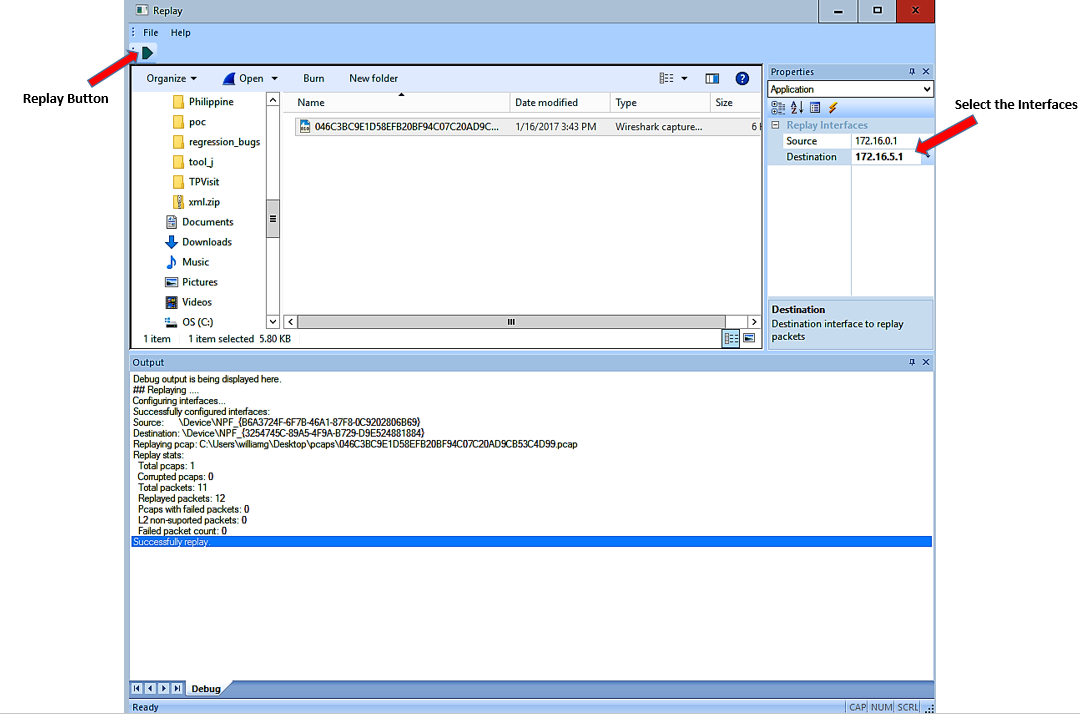 Replay
File Help
Replay Button
Organize Open Burn New folder
Philippine
poc
regression_bugs
tool_j
TPVisit
xml.zip
Documents
Downloads
Music
Pictures
Videos
OS (C:)
Name Date modified Type Size
046C3BC9E1D58EFB20BF94C07C20AD9C... 1/16/2017 3:43 PM Wireshark capture... 6
1 item 1 item selected 5.80 KB
Properties
Application
Select the Interfaces
Replay Interfaces
Source 172.16.0.1
Destination 172.16.5.1
Destination
Destination interface to replay
packets
Output
Debug output is being displayed here.
## Replaying ....
Configuring interfaces...
Successfully configured interfaces:
Source: \Device\NPF_{B6A3724F-6F7B-46A1-87F8-0C9202806B69}
Destination: \Device\NPF_{3254745C-89A5-4F9A-B729-D9E524881884}
Replaying pcap: C:\Users\williamg\Desktop\pcaps\046C3BC9E1D58EFB20BF94C07C20AD9CB53C4D99.pcap
Replay stats:
Total pcaps: 1
Corrupted pcaps: 0
Total packets: 11
Replayed packets: 12
Pcaps with failed packets: 0
L2 non-suported packets: 0
Failed packet count: 0
Successfully replay.
Debug
Ready CAP NUM SCRL